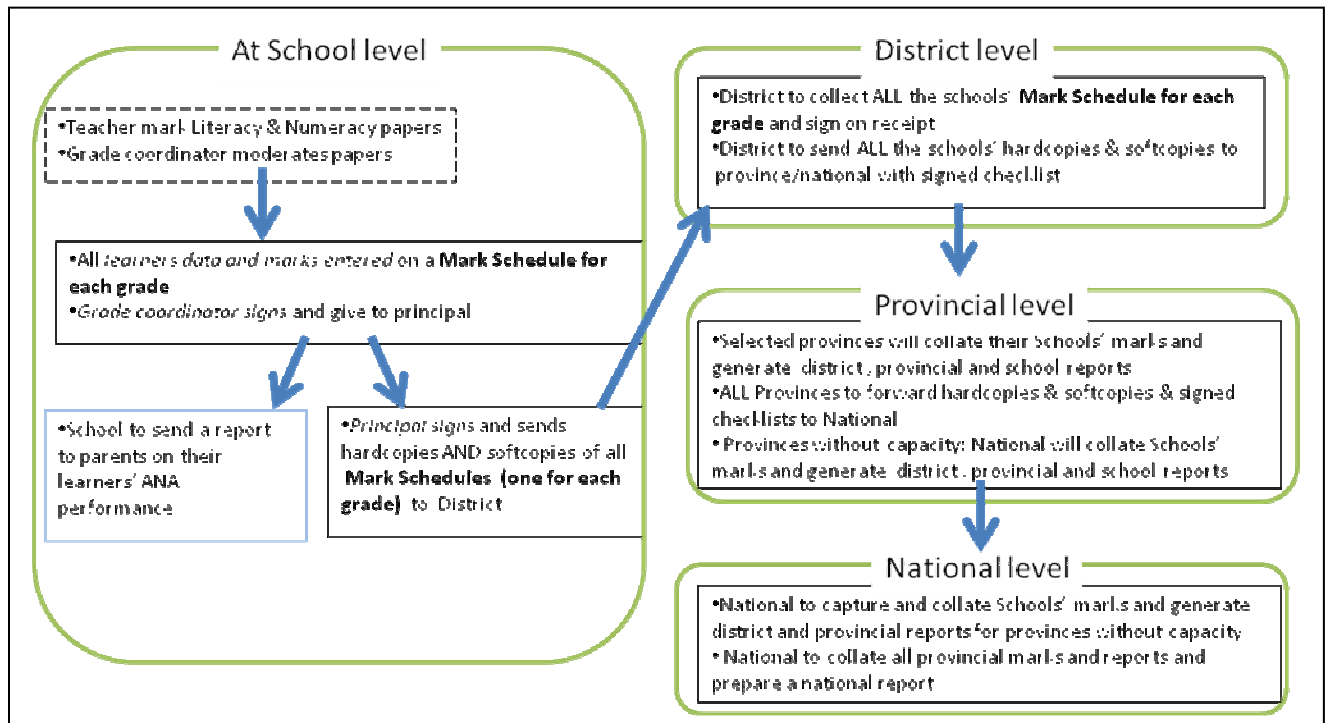 At School level
•Teacher mark Literacy & Numeracy papers
•Grade coordinator moderates papers
•All learners data and marks entered on a Mark Schedule for
each grade
•Grade coordinator signs and give to principal
•School to send a report
to parents on their
learners' ANA
performance
•Principal signs and sends
hardcopies AND softcopies of all
Mark Schedules (one for each
grade) to District
District level
•District to collect ALL the schools' Mark Schedule for each
grade and sign on receipt
•District to send ALL the schools' hardcopies & softcopies to
province/national with signed checklist
Provincial level
•Selected provinces will collate their Schools' marks and
generate district, provincial and school reports
•ALL Provinces to forward hardcopies & softcopies & signed
checklists to National
• Provinces without capacity: National will collate Schools'
marks and generate district, provincial and school reports
National level
•National to capture and collate Schools' marks and generate
district and provincial reports for provinces without capacity
• National to collate all provincial marks and reports and
prepare a national report